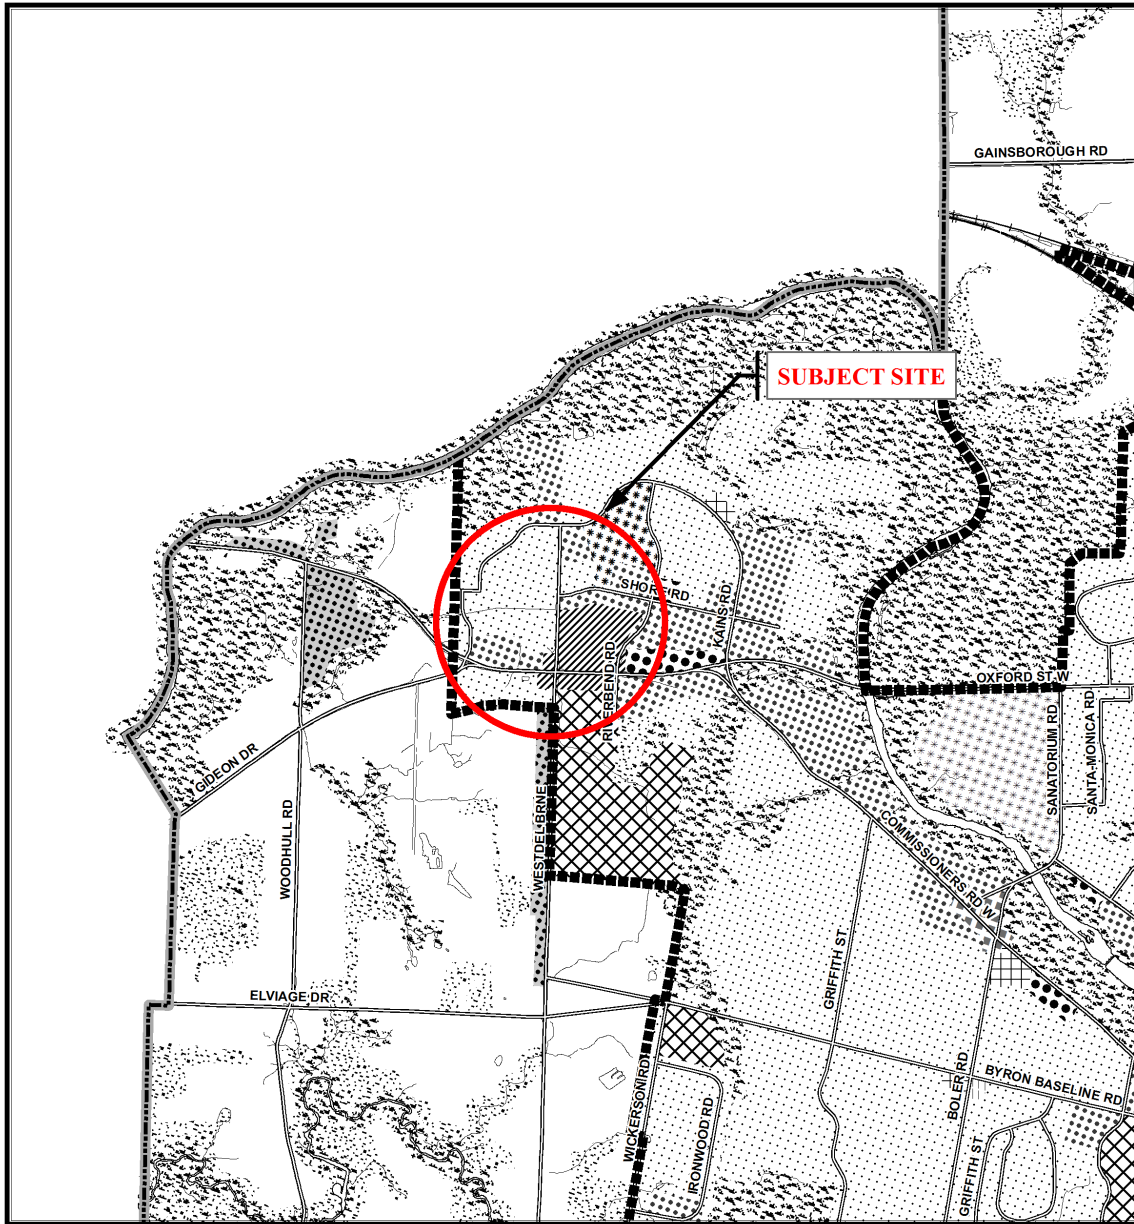 GAINSBOROUGH RD
SUBJECT SITE
SHORE RD
KAINS RD
RIVERBEND RD
OXFORD ST W
GIDEON DR
WOODHULL RD
WESTDEL BRNE
SANATORIUM RD
SANTA-MONICA RD
COMMISSIONERS RD W
GRIFFITH ST
ELVIAGE DR
WICKERSON RD
IRONWOOD RD
BOLER RD
BYRON BASELINE RD
GRIFFITH ST